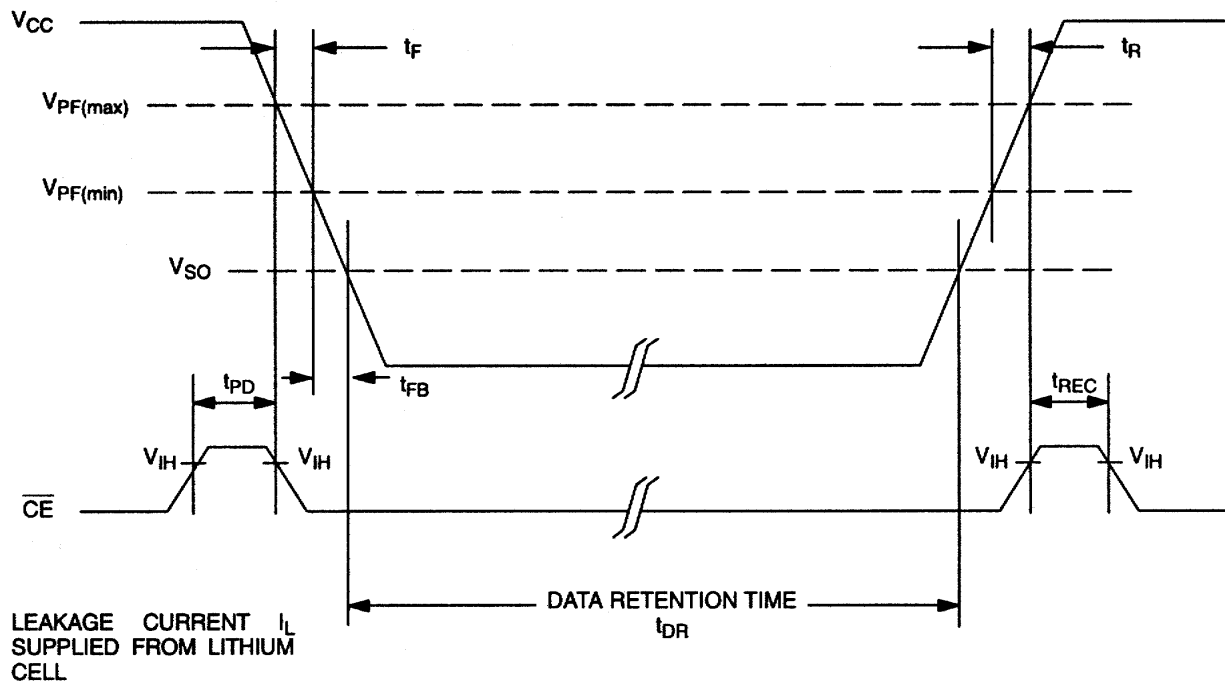 VCC
tF
tR
VPF(max)
VPF(min)
VSO
tPD
tFB
tREC
VIH
VIH
VIH
VIH
CE
DATA RETENTION TIME
tDR
LEAKAGE CURRENT IL
SUPPLIED FROM LITHIUM
CELL